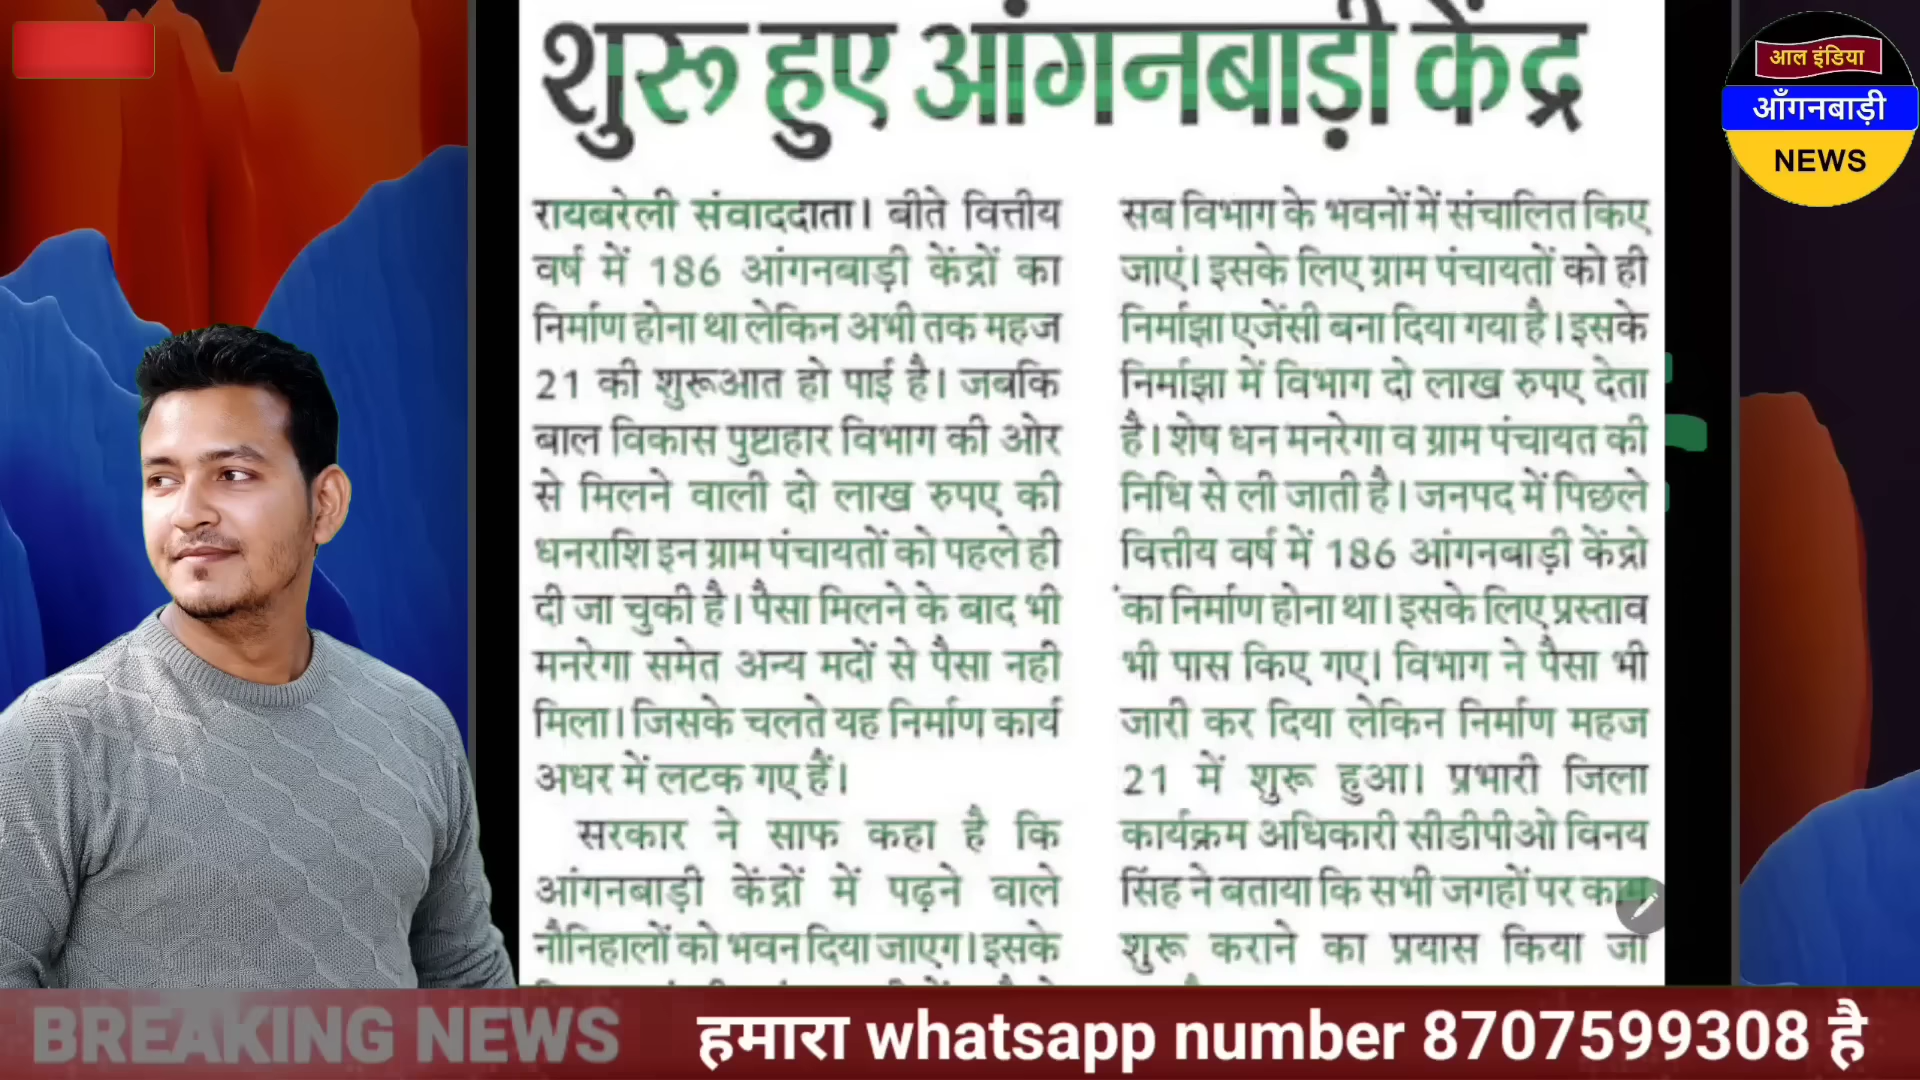 शुरू हुए आंगनबाड़ी केंद्र
रायबरेली संवाददाता। बीते वित्तीय
वर्ष में 186 आंगनबाड़ी केंद्रों का
निर्माण होना था लेकिन अभी तक महज
21 की शुरूआत हो पाई है। जबकि
बाल विकास पुष्टाहार विभाग की ओर
से मिलने वाली दो लाख रुपए की
धनराशि इन ग्राम पंचायतों को पहले ही
दी जा चुकी है। पैसा मिलने के बाद भी
मनरेगा समेत अन्य मदों से पैसा नही
मिला। जिसके चलते यह निर्माण कार्य
अधर में लटक गए हैं।
सरकार ने साफ कहा है कि
आंगनबाड़ी केंद्रों में पढ़ने वाले
नौनिहालों को भवन दिया जाएग। इसके
सब विभाग के भवनों में संचालित किए
जाएं। इसके लिए ग्राम पंचायतों को ही
निर्माझा एजेंसी बना दिया गया है। इसके
निर्माझा में विभाग दो लाख रुपए देता
है। शेष धन मनरेगा व ग्राम पंचायत की
निधि से ली जाती है। जनपद में पिछले
वित्तीय वर्ष में 186 आंगनबाड़ी केंद्रो
ंका निर्माण होना था। इसके लिए प्रस्ताव
भी पास किए गए। विभाग ने पैसा भी
जारी कर दिया लेकिन निर्माण महज
21 में शुरू हुआ। प्रभारी जिला
कार्यक्रम अधिकारी सीडीपीओ विनय
सिंह ने बताया कि सभी जगहों पर काम
शुरू कराने का प्रयास किया जा
आल इंडिया
आँगनबाड़ी
NEWS
BREAKING NEWS
हमारा whatsapp number 8707599308 है